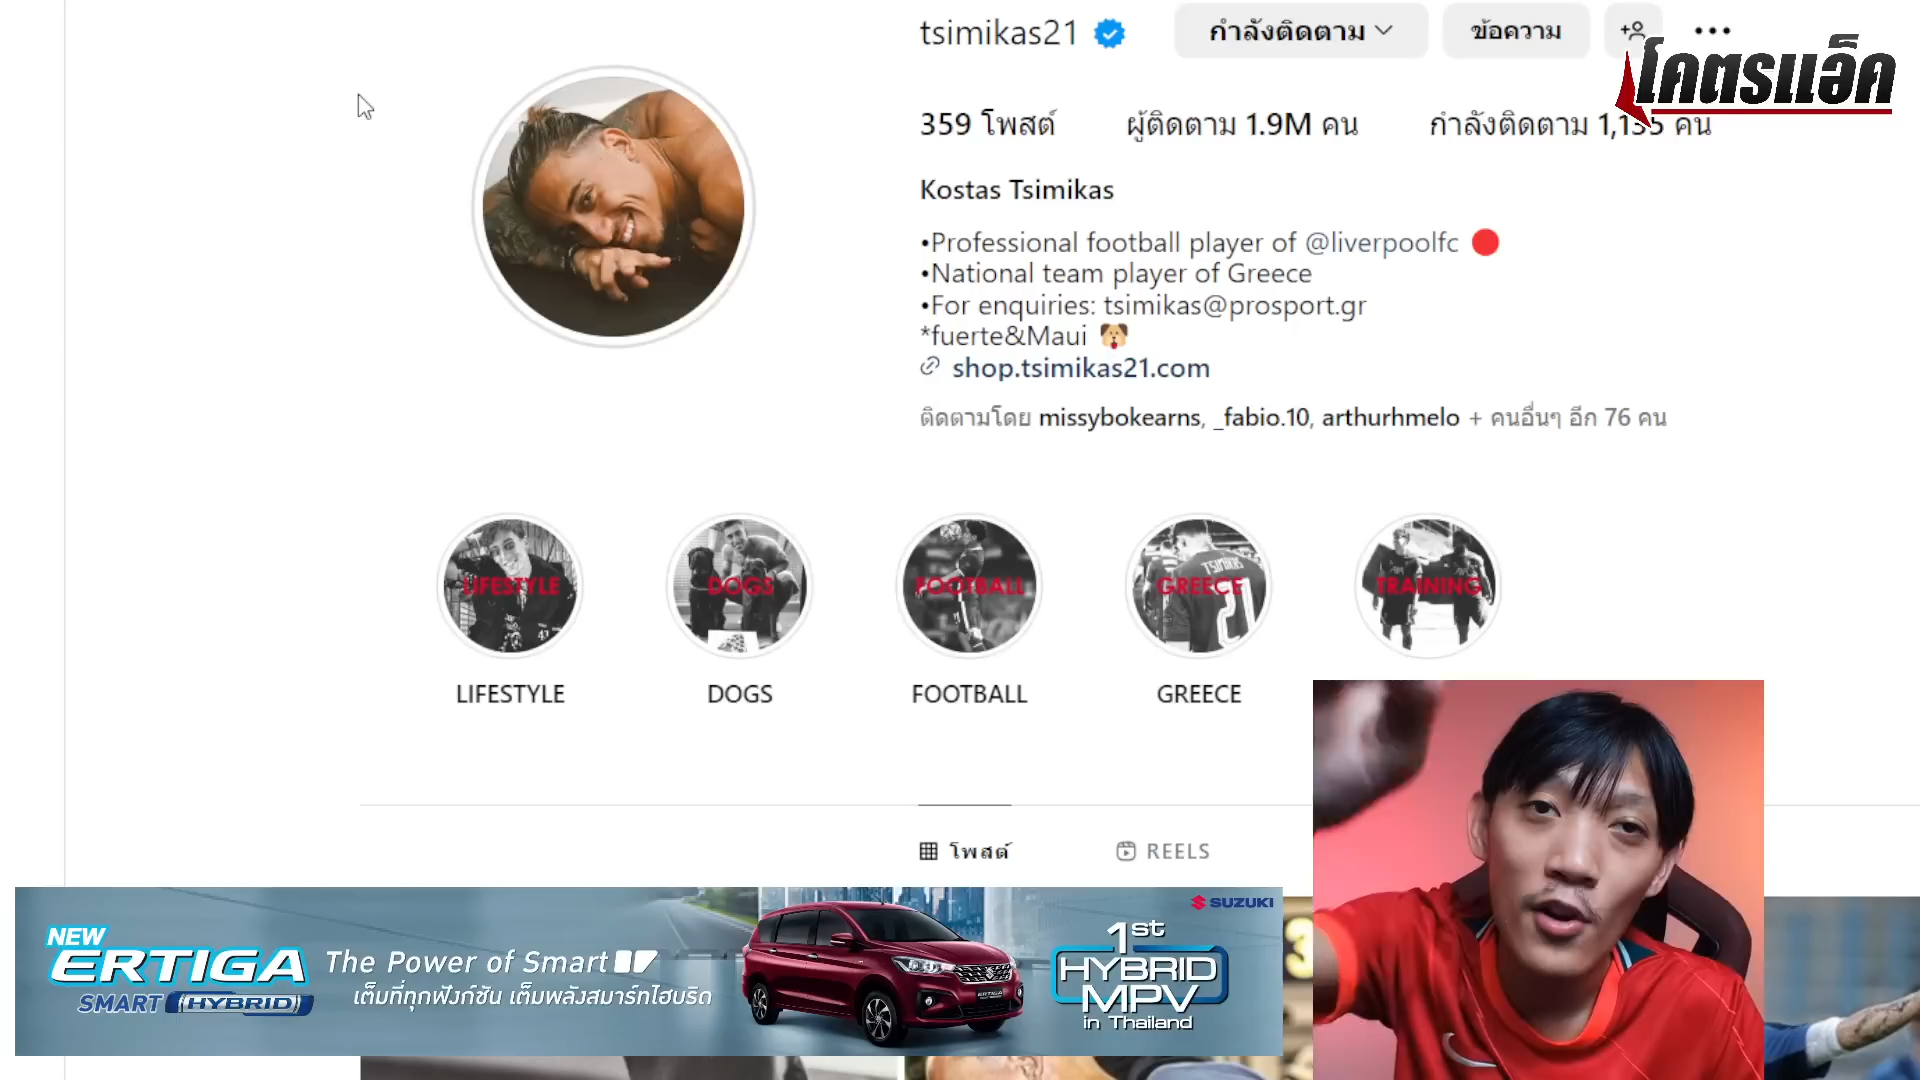 tsimikas21
กำลังติดตาม
ข้อความ
โคตรแอ็ค
359 โพสต์
ผู้ติดตาม 1.9M คน
กำลังติดตาม 1,135 คน
Kostas Tsimikas
•Professional football player of @liverpoolfc 🔴
•National team player of Greece
•For enquiries: tsimikas@prosport.gr
*fuerte&Maui 🐶
shop.tsimikas21.com
ติดตามโดย missybokearns, _fabio.10, arthurhmelo + คนอื่นๆ อีก 76 คน
LIFESTYLE
DOGS
FOOTBALL
GREECE
TRAINING
TSIMIKAS
21
LIFESTYLE
DOGS
FOOTBALL
GREECE
โพสต์
REELS
NEW
ERTIGA
SMART HYBRID
The Power of Smart
เต็มที่ทุกฟังก์ชัน เต็มพลังสมาร์ทไฮบริด
SUZUKI
1st
HYBRID
MPV
in Thailand
3